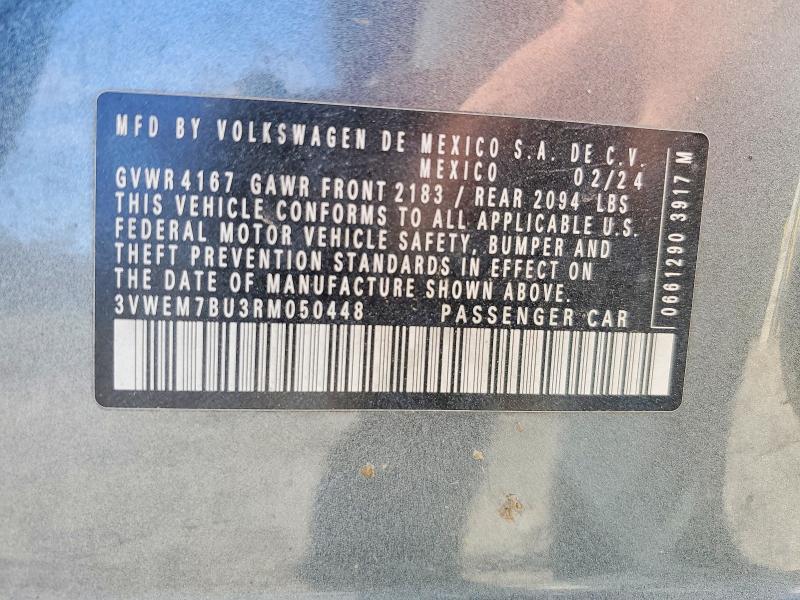 MFD BY VOLKSWAGEN DE MEXICO S.A. DE C.V.
MEXICO 02/24
GVWR 4167 GAWR FRONT 2183 / REAR 2094 LBS
THIS VEHICLE CONFORMS TO ALL APPLICABLE U.S.
FEDERAL MOTOR VEHICLE SAFETY, BUMPER AND
THEFT PREVENTION STANDARDS IN EFFECT ON
THE DATE OF MANUFACTURE SHOWN ABOVE.
3VWEM7BU3RM050448 PASSENGER CAR
0661290 3917 M